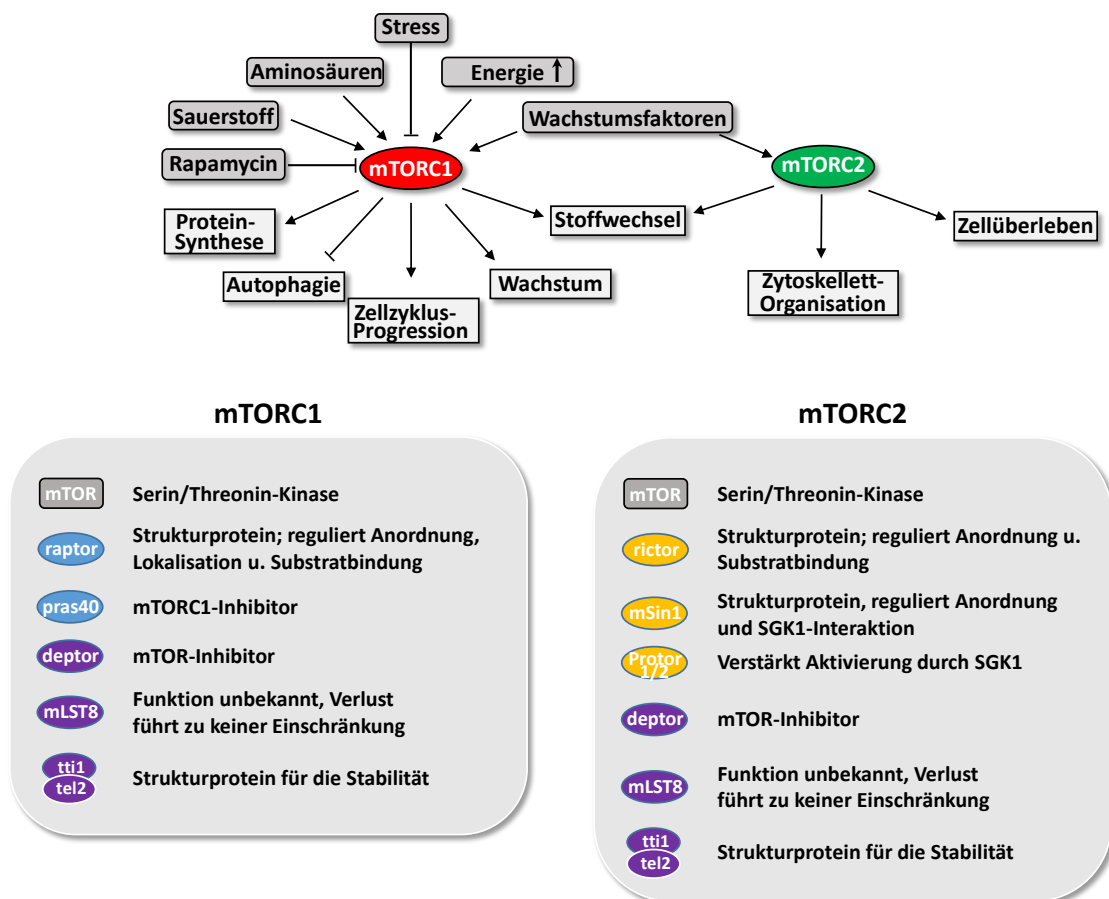 Stress
Aminosäuren
Energie
Sauerstoff
Wachstumsfaktoren
Rapamycin
mTORC1
mTORC2
Protein-
Synthese
Stoffwechsel
Zellüberleben
Autophagie
Wachstum
Zytoskellett-
Organisation
Zellzyklus-
Progression
mTORC1
mTOR Serin/Threonin-Kinase
raptor Strukturprotein; reguliert Anordnung,
Lokalisation u. Substratbindung
pras40 mTORC1-Inhibitor
deptor mTOR-Inhibitor
mLST8 Funktion unbekannt, Verlust
führt zu keiner Einschränkung
tti1
tel2
Strukturprotein für die Stabilität
mTORC2
mTOR Serin/Threonin-Kinase
rictor Strukturprotein; reguliert Anordnung u.
Substratbindung
mSin1 Strukturprotein, reguliert Anordnung
und SGK1-Interaktion
Protor
1/2
Verstärkt Aktivierung durch SGK1
deptor mTOR-Inhibitor
mLST8 Funktion unbekannt, Verlust
führt zu keiner Einschränkung
tti1
tel2
Strukturprotein für die Stabilität